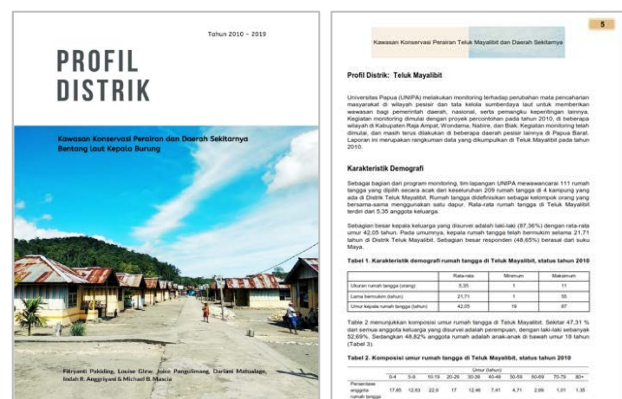 Tahun 2010 - 2019
PROFIL
DISTRIK
Kawasan Konservasi Perairan dan Daerah Sekitarnya
Bentang Laut Kepala Burung
Fitryanti Pakiding, Louise Glew, Joice Pangulimang, Dariani Matualage,
Indah R. Anggriyani & Michael B. Mascia
5
Kawasan Konservasi Perairan Teluk Mayalibit dan Daerah Sekitarnya
Profil Distrik: Teluk Mayalibit
Universitas Papua (UNIPA) melakukan monitoring terhadap perubahan mata pencaharian
masyarakat di wilayah pesisir dan tata kelola sumberdaya laut untuk memberikan
wawasan bagi pemerintah daerah, nasional, serta pemangku kepentingan lainnya.
Kegiatan monitoring dimulai dengan proyek percontohan pada tahun 2010, di beberapa
wilayah di Kabupaten Raja Ampat, Wondama, Nabire, dan Biak. Kegiatan monitoring telah
dimulai, dan masih terus dilakukan di beberapa daerah pesisir lainnya di Papua Barat.
Laporan ini merupakan rangkuman data yang dikumpulkan di Teluk Mayalibit pada tahun
2010.
Karakteristik Demografi
Sebagai bagian dari program monitoring, tim lapangan UNIPA mewawancarai 111 rumah
tangga yang dipilih secara acak dari keseluruhan 209 rumah tangga di 4 kampung yang
ada di Distrik Teluk Mayalibit. Rumah tangga didefinisikan sebagai kelompok orang yang
bersama-sama menggunakan satu dapur. Rata-rata rumah tangga di Teluk Mayalibit
terdiri dari 5,35 anggota keluarga.
Sebagian besar kepala keluarga yang disurvei adalah laki-laki (87,36%) dengan rata-rata
umur 42,05 tahun. Pada umumnya, kepala rumah tangga telah bermukim selama 21,71
tahun di Distrik Teluk Mayalibit. Sebagian besar responden (48,65%) berasal dari suku
Maya.
Tabel 1. Karakteristik demografi rumah tangga di Teluk Mayalibit, status tahun 2010
Rata-rata Minimum Maksimum
Ukuran rumah tangga (orang) 5,35 1 11
Lama bermukim (tahun) 21,71 1
Umur kepala rumah tangga (tahun) 42,05
Table 2 menunjukkan komposisi umur rumah tangga di Teluk Mayalibit. Sekitar 47,31 %
dari semua anggota keluarga yang disurvei adalah perempuan, dengan laki-laki sebanyak
52,69%. Sedangkan 48,82% anggota rumah adalah anak-anak di bawah umur 18 tahun
(Tabel 3).
Tabel 2. Komposisi umur rumah tangga di Teluk Mayalibit, status tahun 2010
Umur (tahun)
0-4 5-9 10-19 20-29 30-39 40-49 50-59 60-69 70-79 80+
Persentase
anggota 17,65 22,9 17 12,46 7,41 4,71 1,01 1,35
rumah tangga